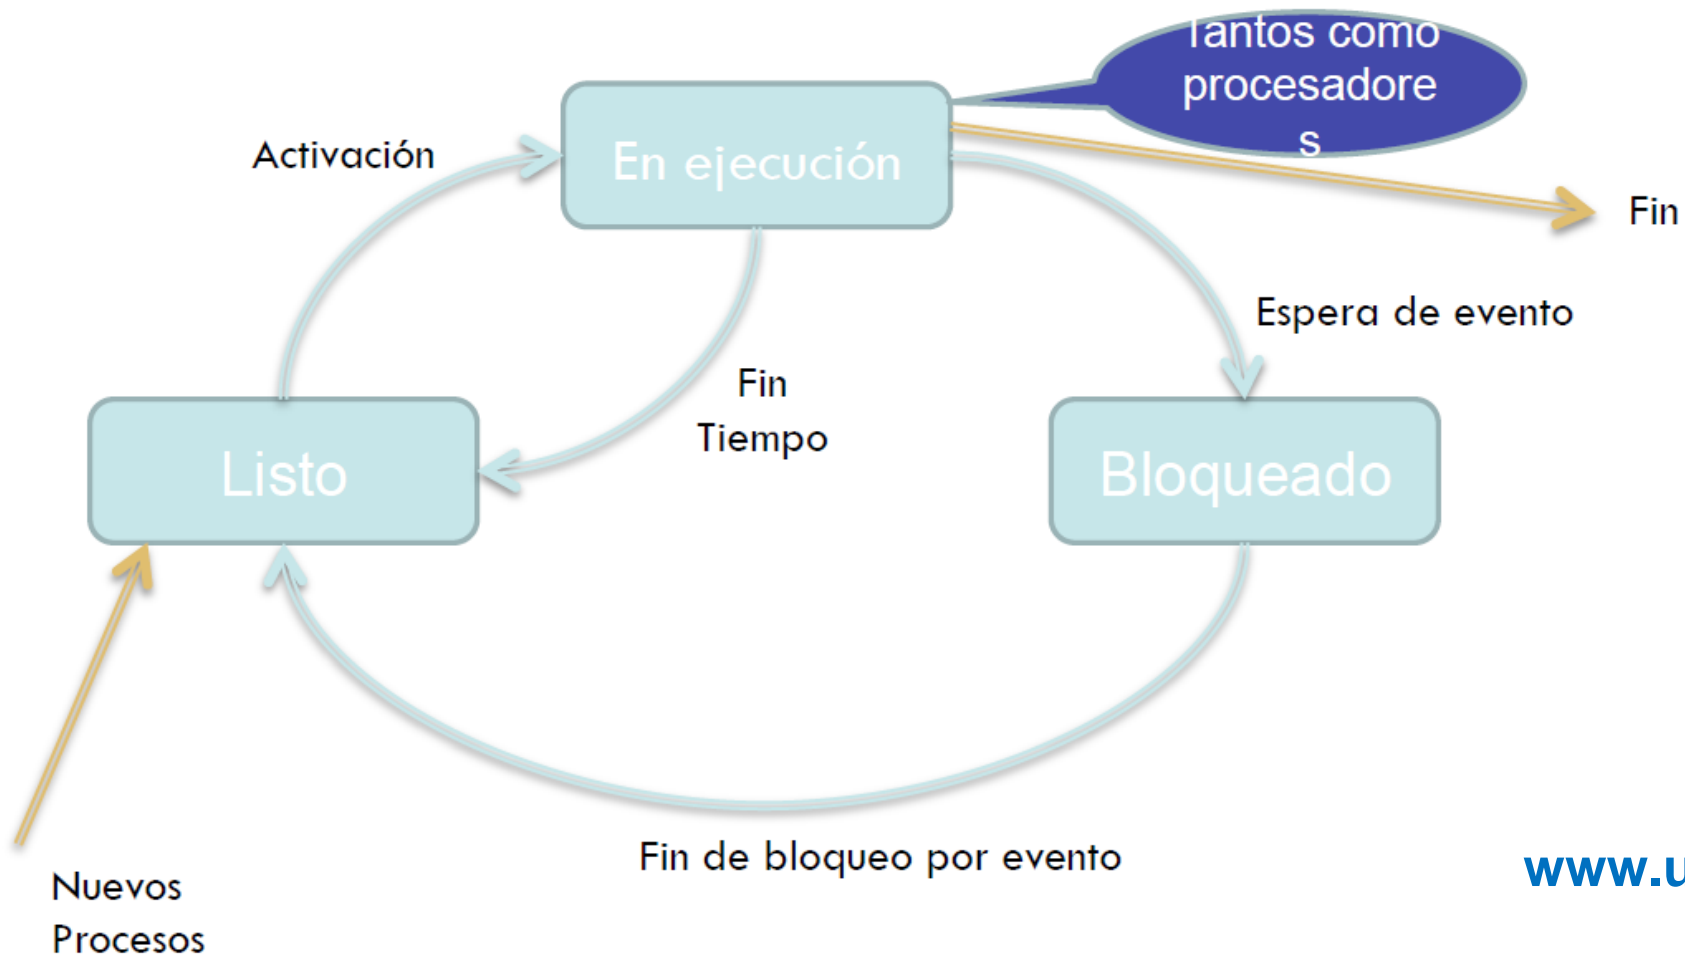 Tantos como
procesadore
s
Activación
En ejecución
Fin
Espera de evento
Fin
Tiempo
Listo
Bloqueado
Fin de bloqueo por evento
www.u
Nuevos
Procesos